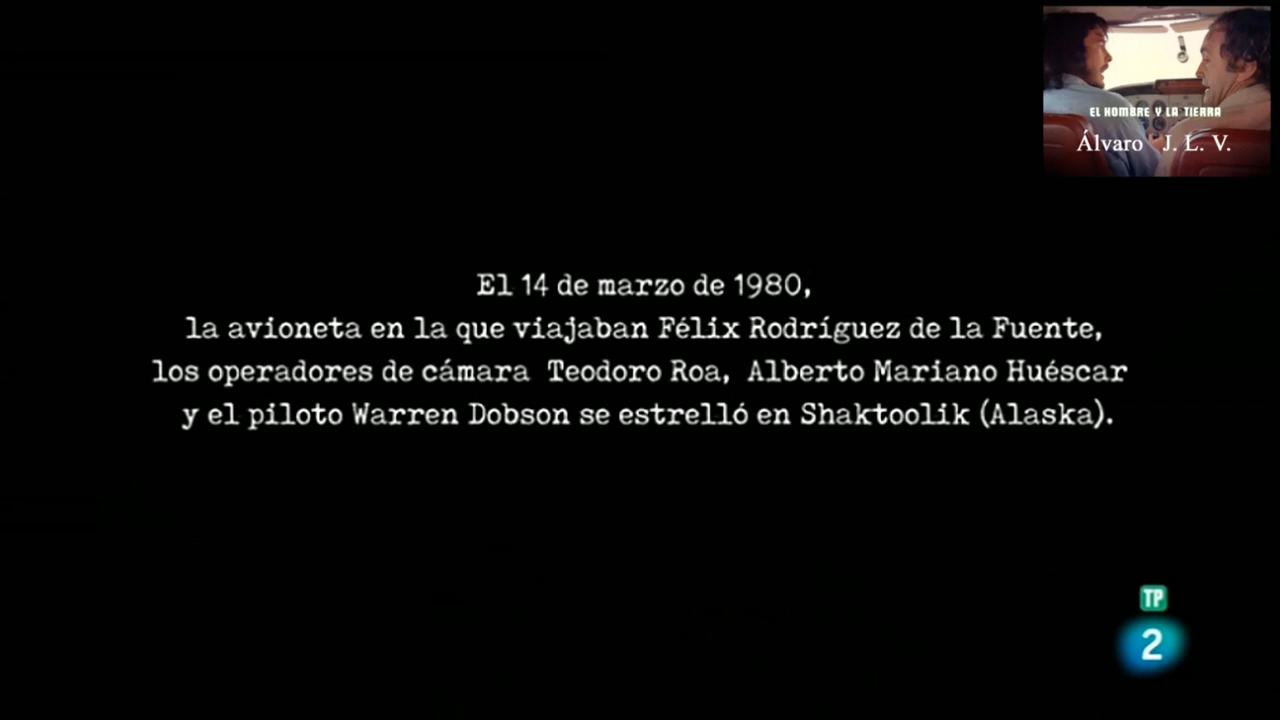 EL HOMBRE Y LA TIERRA
Álvaro J. L. V.
El 14 de marzo de 1980,
la avioneta en la que viajaban Félix Rodríguez de la Fuente,
los operadores de cámara Teodoro Roa, Alberto Mariano Huéscar
y el piloto Warren Dobson se estrelló en Shaktoolik (Alaska).
TP
2